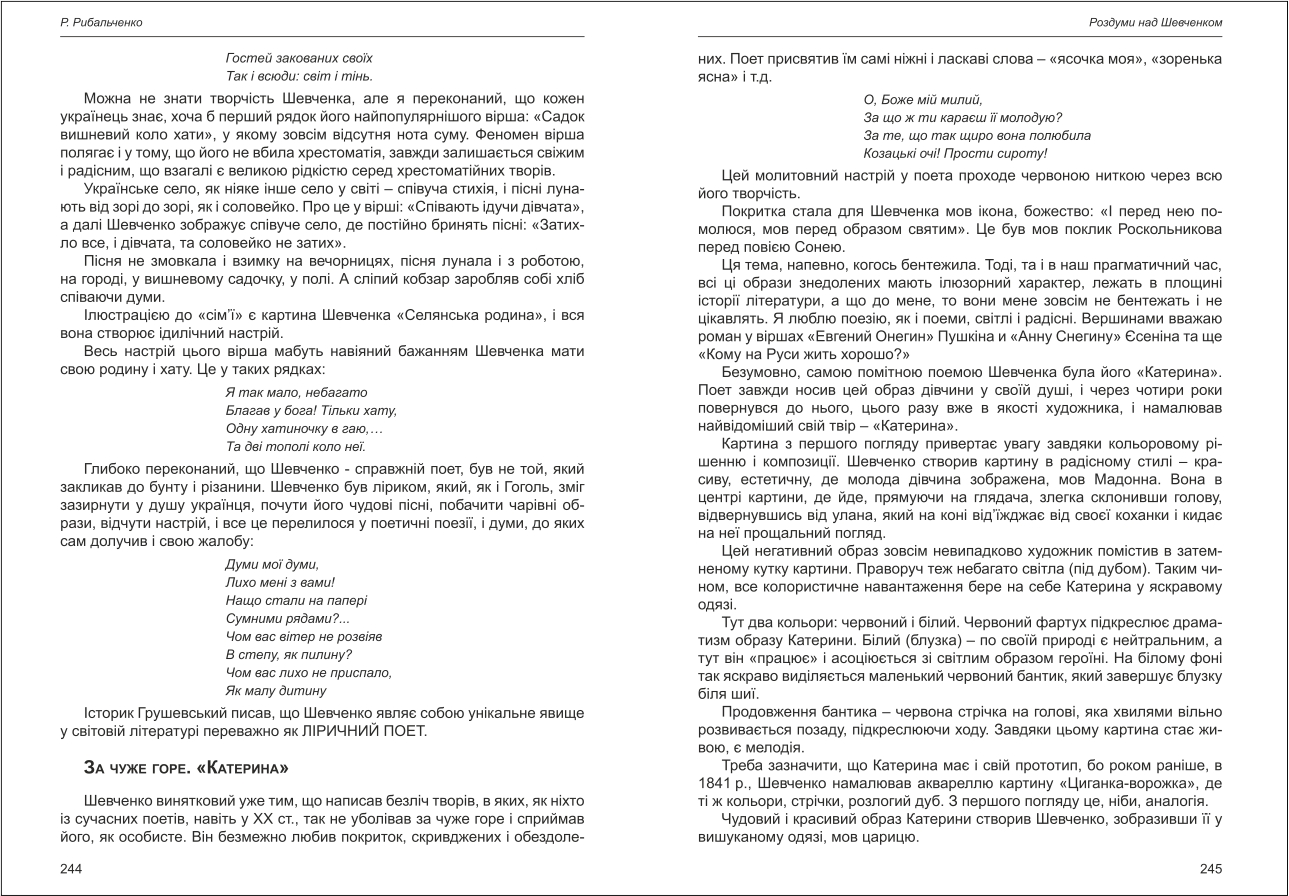 Р. Рибальченко
Гостей закованих своїх
Так і всюди: світ і тінь.
Можна не знати творчість Шевченка, але я переконаний, що кожен
українець знає, хоча б перший рядок його найпопулярнішого вірша: «Садок
вишневий коло хати», у якому зовсім відсутня нота суму. Феномен вірша
полягає і у тому, що його не вбила хрестоматія, завжди залишається свіжим
і радісним, що взагалі є великою рідкістю серед хрестоматійних творів.
Українське село, як ніяке інше село у світі – співуча стихія, і пісні луна-
ють від зорі до зорі, як і соловейко. Про це у вірші: «Співають ідучи дівчата»,
а далі Шевченко зображує співуче село, де постійно бринять пісні: «Затих-
ло все, і дівчата, та соловейко не затих».
Пісня не змовкала і взимку на вечорницях, пісня лунала і з роботою,
на городі, у вишневому садочку, у полі. А сліпий кобзар заробляв собі хліб
співаючи думи.
Ілюстрацією до «сім’ї» є картина Шевченка «Селянська родина», і вся
вона створює ідилічний настрій.
Весь настрій цього вірша мабуть навіяний бажанням Шевченка мати
свою родину і хату. Це у таких рядках:
Я так мало, небагато
Благав у бога! Тільки хату,
Одну хатиночку в гаю,…
Та дві тополі коло неї.
Глибоко переконаний, що Шевченко - справжній поет, був не той, який
закликав до бунту і різанини. Шевченко був ліриком, який, як і Гоголь, зміг
зазирнути у душу українця, почути його чудові пісні, побачити чарівні об-
рази, відчути настрій, і все це перелилося у поетичні поезії, і думи, до яких
сам долучив і свою жалобу:
Думи мої думи,
Лихо мені з вами!
Нащо стали на папері
Сумними рядами?...
Чом вас вітер не розвіяв
В степу, як пилину?
Чом вас лихо не приспало,
Як малу дитину
Історик Грушевський писав, що Шевченко являє собою унікальне явище
у світовій літературі переважно як ЛІРИЧНИЙ ПОЕТ.
За чуже горе. «Катерина»
Шевченко винятковий уже тим, що написав безліч творів, в яких, як ніхто
із сучасних поетів, навіть у ХХ ст., так не уболівав за чуже горе і сприймав
його, як особисте. Він безмежно любив покриток, скривджених і обездоле-
244
Роздуми над Шевченком
них. Поет присвятив їм самі ніжні і ласкаві слова – «ясочка моя», «зоренька
ясна» і т.д.
О, Боже мій милий,
За що ж ти караєш її молодую?
За те, що так щиро вона полюбила
Козацькі очі! Прости сироту!
Цей молитовний настрій у поета проходе червоною ниткою через всю
його творчість.
Покритка стала для Шевченка мов ікона, божество: «І перед нею по-
молюся, мов перед образом святим». Це був мов поклик Роскольникова
перед повією Сонею.
Ця тема, напевно, когось бентежила. Тоді, та і в наш прагматичний час,
всі ці образи знедолених мають ілюзорний характер, лежать в площині
історії літератури, а що до мене, то вони мене зовсім не бентежать і не
цікавлять. Я люблю поезію, як і поеми, світлі і радісні. Вершинами вважаю
роман у віршах «Евгений Онегин» Пушкіна и «Анну Снегину» Єсеніна та ще
«Кому на Руси жить хорошо?»
Безумовно, самою помітною поемою Шевченка була його «Катерина».
Поет завжди носив цей образ дівчини у своїй душі, і через чотири роки
повернувся до нього, цього разу вже в якості художника, і намалював
найвідоміший свій твір – «Катерина».
Картина з першого погляду привертає увагу завдяки кольоровому рі-
шенню і композиції. Шевченко створив картину в радісному стилі – кра-
сиву, естетичну, де молода дівчина зображена, мов Мадонна. Вона в
центрі картини, де йде, прямуючи на глядача, злегка склонивши голову,
відвернувшись від улана, який на коні від’їжджає від своєї коханки і кидає
на неї прощальний погляд.
Цей негативний образ зовсім невипадково художник помістив в затем-
неному кутку картини. Праворуч теж небагато світла (під дубом). Таким чи-
ном, все колористичне навантаження бере на себе Катерина у яскравому
одязі.
Тут два кольори: червоний і білий. Червоний фартух підкреслює драма-
тизм образу Катерини. Білий (блузка) – по своїй природі є нейтральним, а
тут він «працює» і асоціюється зі світлим образом героїні. На білому фоні
так яскраво виділяється маленький червоний бантик, який завершує блузку
біля шиї.
Продовження бантика – червона стрічка на голові, яка хвилями вільно
розвивається позаду, підкреслюючи ходу. Завдяки цьому картина стає жи-
вою, є мелодія.
Треба зазначити, що Катерина має і свій прототип, бо роком раніше, в
1841 р., Шевченко намалював аквареллю картину «Циганка-ворожка», де
ті ж кольори, стрічки, розлогий дуб. З першого погляду це, ніби, аналогія.
Чудовий і красивий образ Катерини створив Шевченко, зобразивши її у
вишуканому одязі, мов царицю.
245